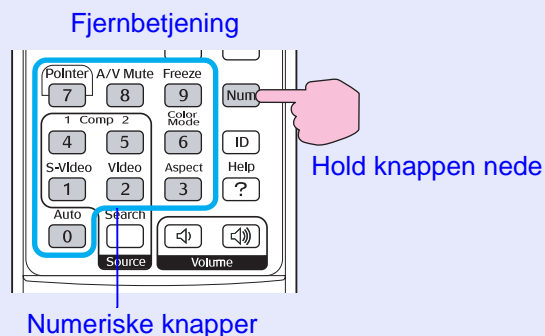 Fjernbetjening
Pointer A/V Mute Freeze
7 8 9 Num
1 Comp 2 Color Mode
4 5 6 ID
S-Video Video Aspect Help
1 2 3 ?
Auto Search
0
Source Volume
Hold knappen nede
Numeriske knapper